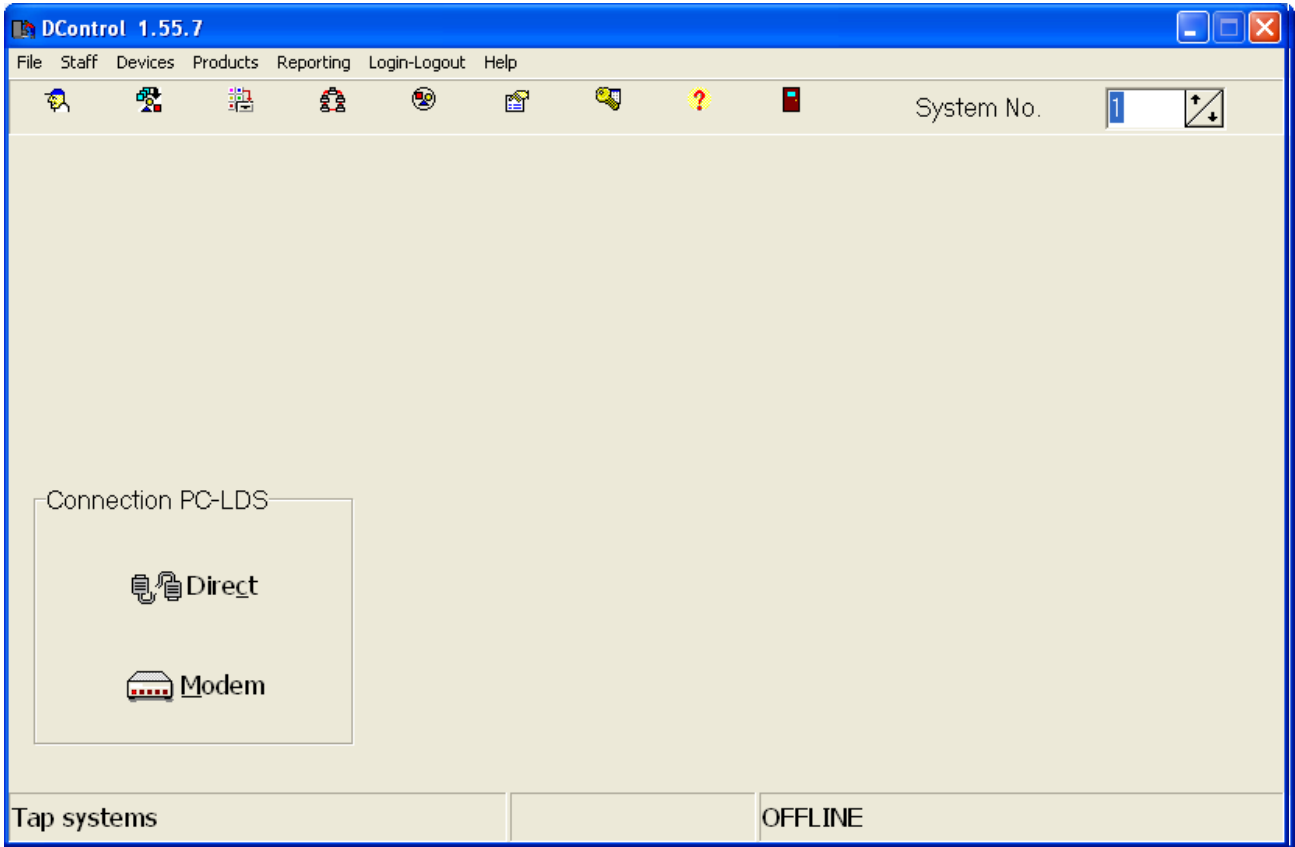 DControl 1.55.7
File Staff Devices Products Reporting Login-Logout Help
? System No. 1
Connection PC-LDS
Direct
Modem
Tap systems OFFLINE